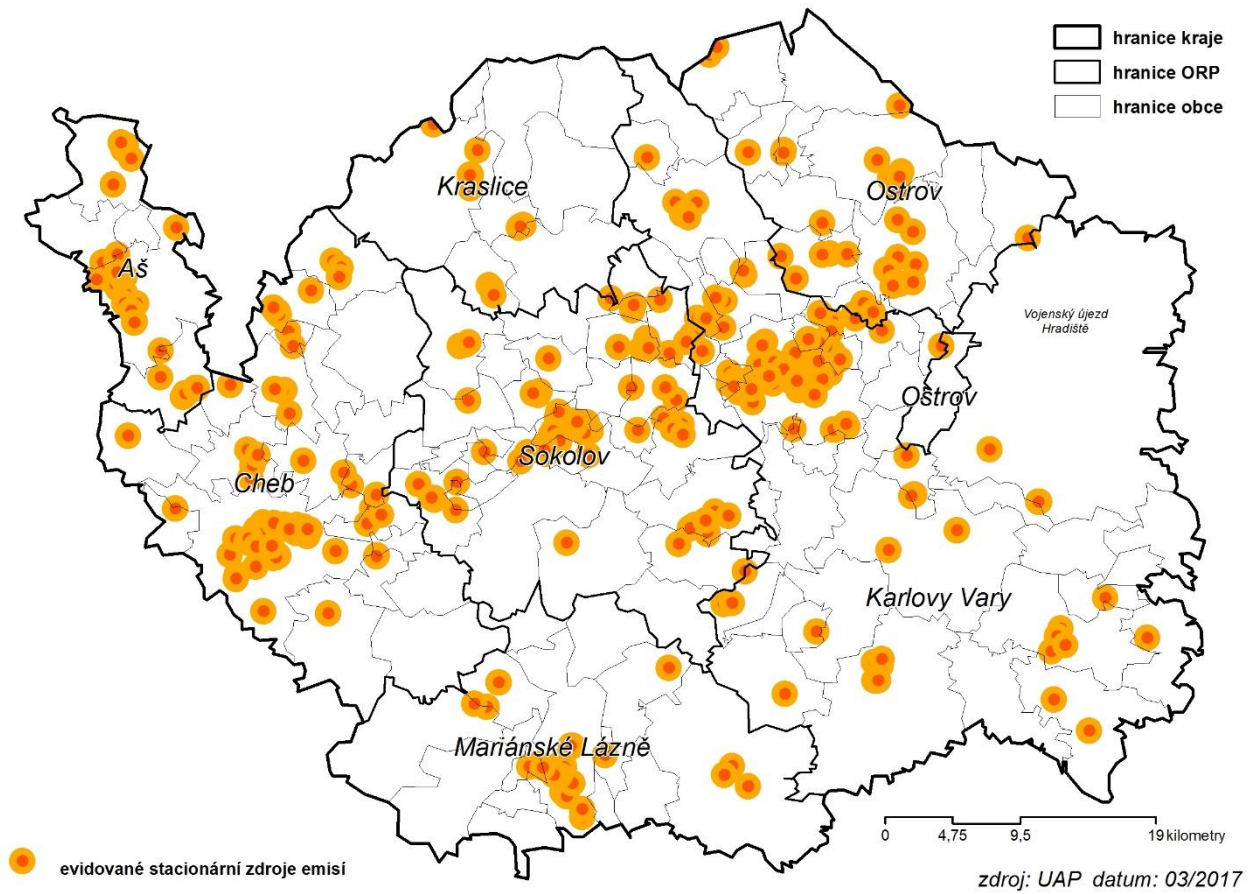 hranice kraje
hranice ORP
hranice obce
Kraslice
Ostrov
Aš
Vojenský újezd
Hradiště
Ostrov
Sokolov
Cheb
Karlovy Vary
Mariánské Lázně
0 4,75 9,5 19 kilometry
evidované stacionární zdroje emisí
zdroj: UAP datum: 03/2017